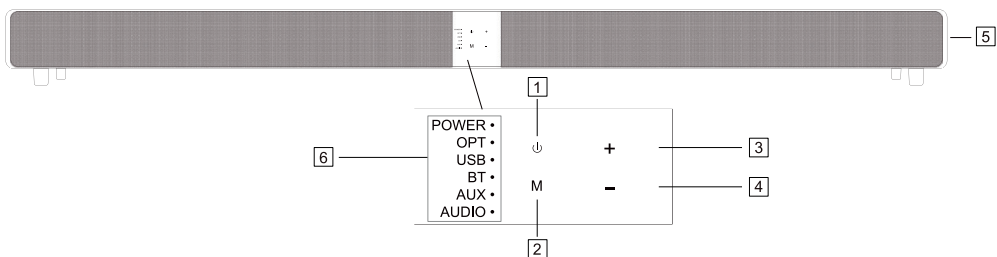 M
5
1
POWER •
OPT •
USB •
BT •
AUX •
AUDIO •
6
+
3
M
–
4
2